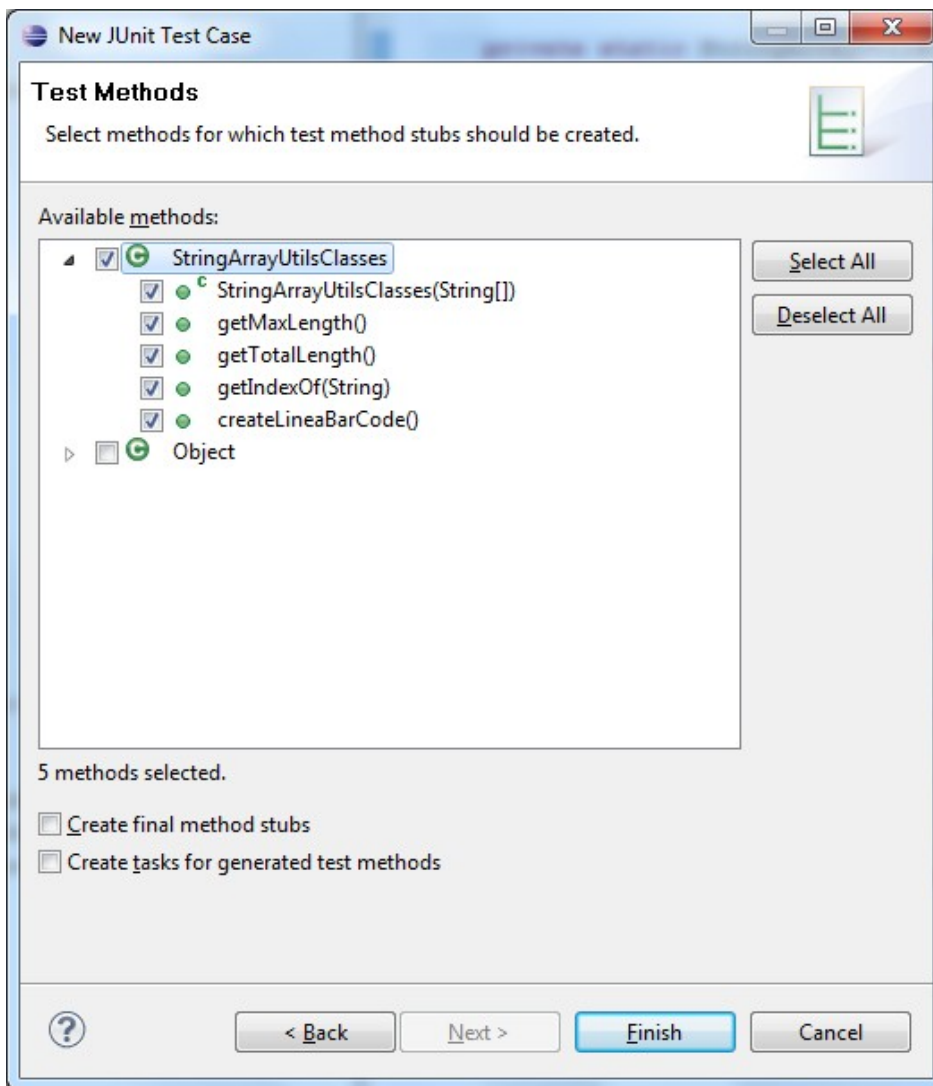 New JUnit Test Case
Test Methods
Select methods for which test method stubs should be created.
Available methods:
StringArrayUtilsClasses
StringArrayUtilsClasses(String[])
getMaxLength()
getTotalLength()
getIndexOf(String)
createLineaBarCode()
Object
Select All
Deselect All
5 methods selected.
Create final method stubs
Create tasks for generated test methods
< Back
Next >
Finish
Cancel